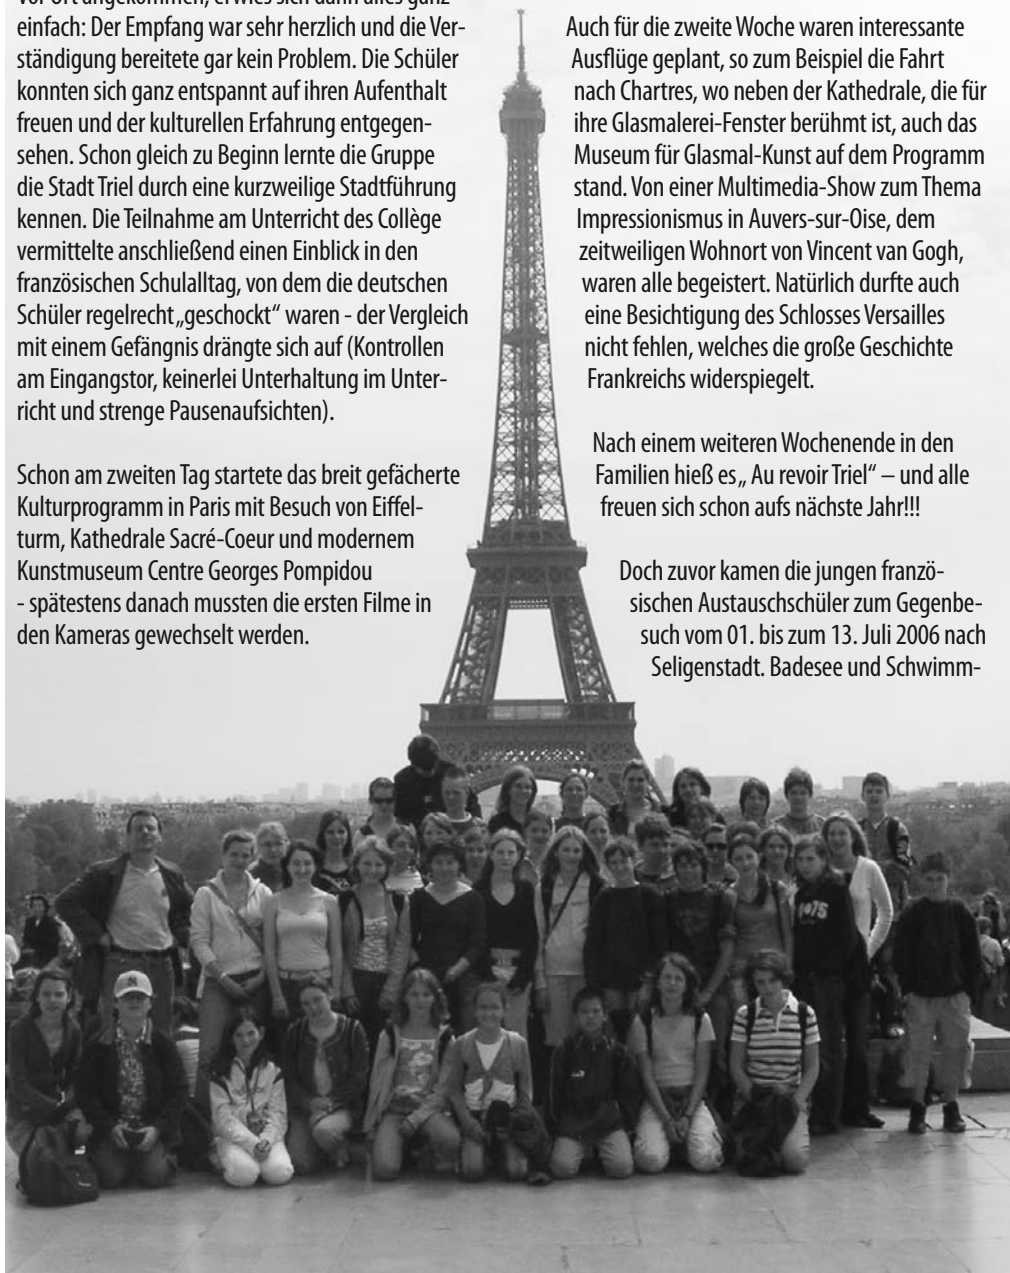 vor Ort angekommen, erwies sich dann alles ganz
einfach: Der Empfang war sehr herzlich und die Ver-
ständigung bereitete gar kein Problem. Die Schüler
konnten sich ganz entspannt auf ihren Aufenthalt
freuen und der kulturellen Erfahrung entgegen-
sehen. Schon gleich zu Beginn lernte die Gruppe
die Stadt Triel durch eine kurzweilige Stadtführung
kennen. Die Teilnahme am Unterricht des Collège
vermittelte anschließend einen Einblick in den
französischen Schulalltag, von dem die deutschen
Schüler regelrecht „geschockt“ waren - der Vergleich
mit einem Gefängnis drängte sich auf (Kontrollen
am Eingangstor, keinerlei Unterhaltung im Unter-
richt und strenge Pausenaufsichten).

Schon am zweiten Tag startete das breit gefächerte
Kulturprogramm in Paris mit Besuch von Eiffel-
turm, Kathedrale Sacré-Coeur und modernem
Kunstmuseum Centre Georges Pompidou
- spätestens danach mussten die ersten Filme in
den Kameras gewechselt werden.

Auch für die zweite Woche waren interessante
Ausflüge geplant, so zum Beispiel die Fahrt
nach Chartres, wo neben der Kathedrale, die für
ihre Glasmalerei-Fenster berühmt ist, auch das
Museum für Glasmal-Kunst auf dem Programm
stand. Von einer Multimedia-Show zum Thema
Impressionismus in Auvers-sur-Oise, dem
zeitweiligen Wohnort von Vincent van Gogh,
waren alle begeistert. Natürlich durfte auch
eine Besichtigung des Schlosses Versailles
nicht fehlen, welches die große Geschichte
Frankreichs widerspiegelt.

Nach einem weiteren Wochenende in den
Familien hieß es „ Au revoir Triel“ – und alle
freuen sich schon aufs nächste Jahr!!!

Doch zuvor kamen die jungen franzö-
sischen Austauschschüler zum Gegenbe-
such vom 01. bis zum 13. Juli 2006 nach
Seligenstadt. Badesee und Schwimm-
1975